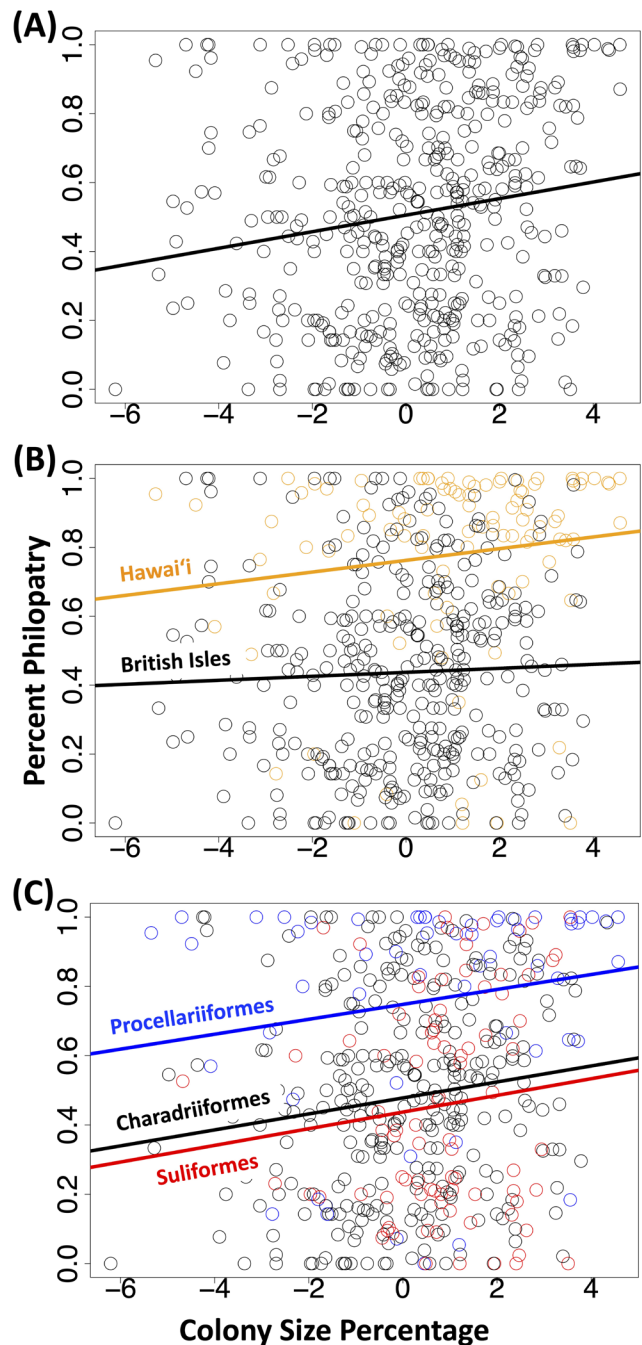 (A)
1.0
0.8
0.6
0.4
0.2
0.0
−6 −4 −2 0 2 4
(B)
1.0
0.8
0.6
0.4
0.2
0.0
Hawaiʻi
British Isles
Percent Philopatry
−6 −4 −2 0 2 4
(C)
1.0
0.8
0.6
0.4
0.2
0.0
Procellariiformes
Charadriiformes
Suliformes
−6 −4 −2 0 2 4
Colony Size Percentage